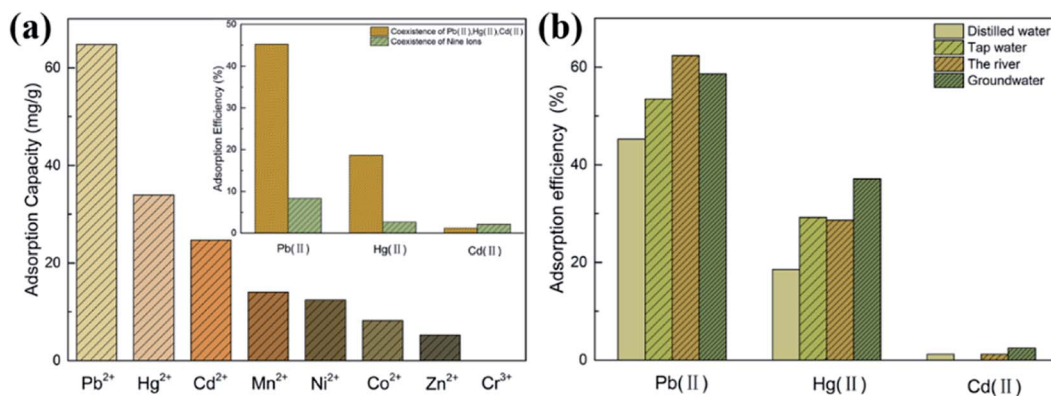 (a)
Adsorption Capacity (mg/g)
60
40
20
0
Pb²⁺ Hg²⁺ Cd²⁺ Mn²⁺ Ni²⁺ Co²⁺ Zn²⁺ Cr³⁺
Adsorption Efficiency (%)
50
40
30
20
10
0
Coexistence of Pb(Ⅱ),Hg(Ⅱ),Cd(Ⅱ)
Coexistence of Nine Ions
Pb(Ⅱ) Hg(Ⅱ) Cd(Ⅱ)
(b)
Adsorption efficiency (%)
60
40
20
0
Distilled water
Tap water
The river
Groundwater
Pb(Ⅱ) Hg(Ⅱ) Cd(Ⅱ)